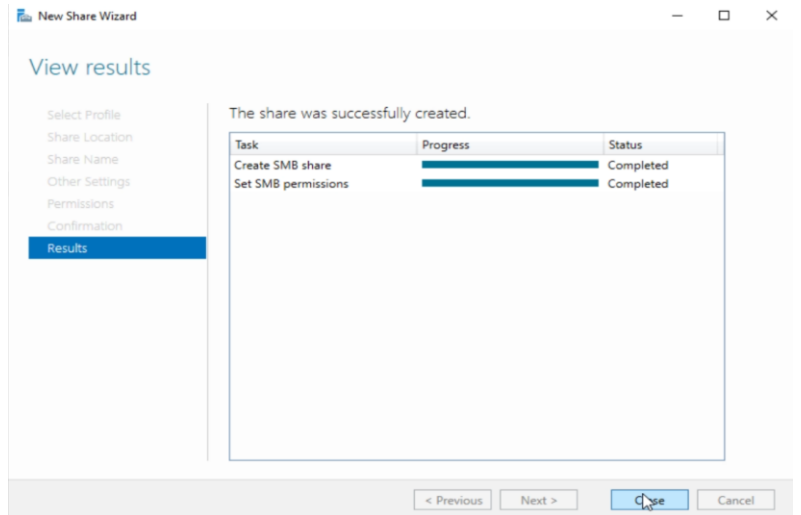 New Share Wizard
View results
Select Profile
Share Location
Share Name
Other Settings
Permissions
Confirmation
Results
The share was successfully created.
Task Progress Status
Create SMB share Completed
Set SMB permissions Completed
< Previous Next > Close Cancel